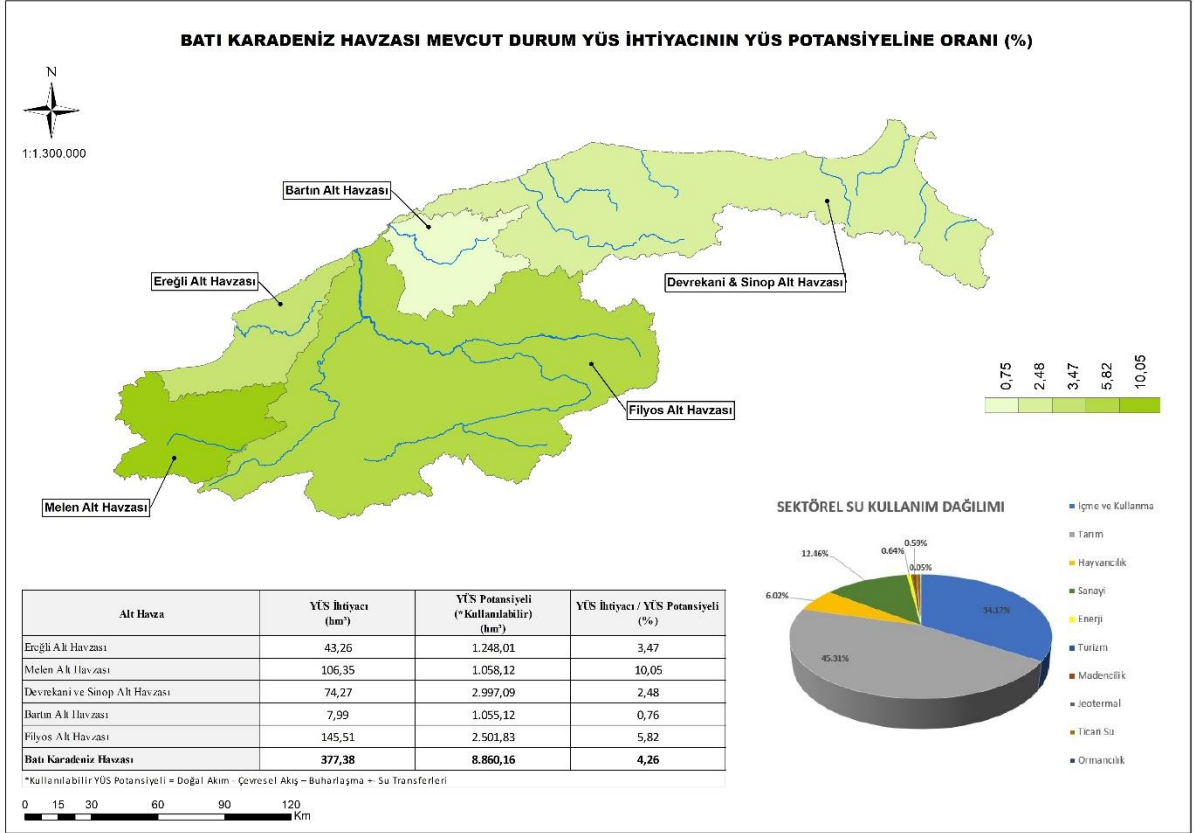 BATI KARADENİZ HAVZASI MEVCUT DURUM YÜS İHTİYACININ YÜS POTANSİYELİNE ORANI (%)
N
1:1.300.000
Bartın Alt Havzası
Ereğli Alt Havzası
Devrekani & Sinop Alt Havzası
Filyos Alt Havzası
Melen Alt Havzası
0,75 2,48 3,47 5,82 10,05
SEKTÖREL SU KULLANIM DAĞILIMI
34.17%
45.31%
6.02%
12.46%
0.64%
0.59%
0.05%
İçme ve Kullanma
Tarım
Hayvancılık
Sanayi
Enerji
Turizm
Madencilik
Jeotermal
Ticari Su
Ormancılık
Alt Havza YÜS İhtiyacı (hm³) YÜS Potansiyeli (*Kullanılabilir) (hm³) YÜS İhtiyacı / YÜS Potansiyeli (%)
Ereğli Alt Havzası 43,26 1.248,01 3,47
Melen Alt Havzası 106,35 1.058,12 10,05
Devrekani ve Sinop Alt Havzası 74,27 2.997,09 2,48
Bartın Alt Havzası 7,99 1.055,12 0,76
Filyos Alt Havzası 145,51 2.501,83 5,82
Batı Karadeniz Havzası 377,38 8.860,16 4,26
*Kullanılabilir YÜS Potansiyeli = Doğal Akım - Çevresel Akış – Buharlaşma +- Su Transferleri
0 15 30 60 90 120
Km